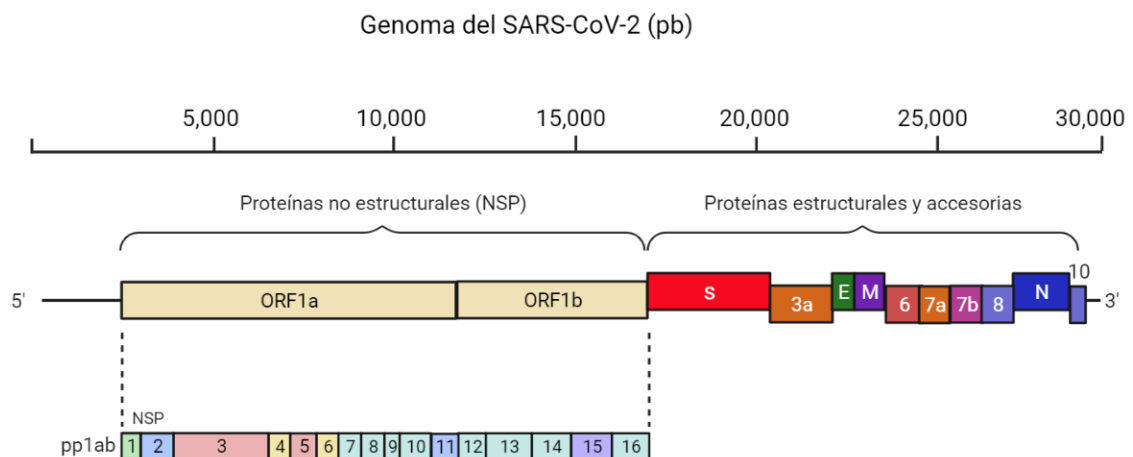 Genoma del SARS-CoV-2 (pb)
5,000 10,000 15,000 20,000 25,000 30,000
Proteínas no estructurales (NSP) Proteínas estructurales y accesorias
5' ORF1a ORF1b S 3a E M 6 7a 7b 8 N 10 3'
NSP
pp1ab 1 2 3 4 5 6 7 8 9 10 11 12 13 14 15 16